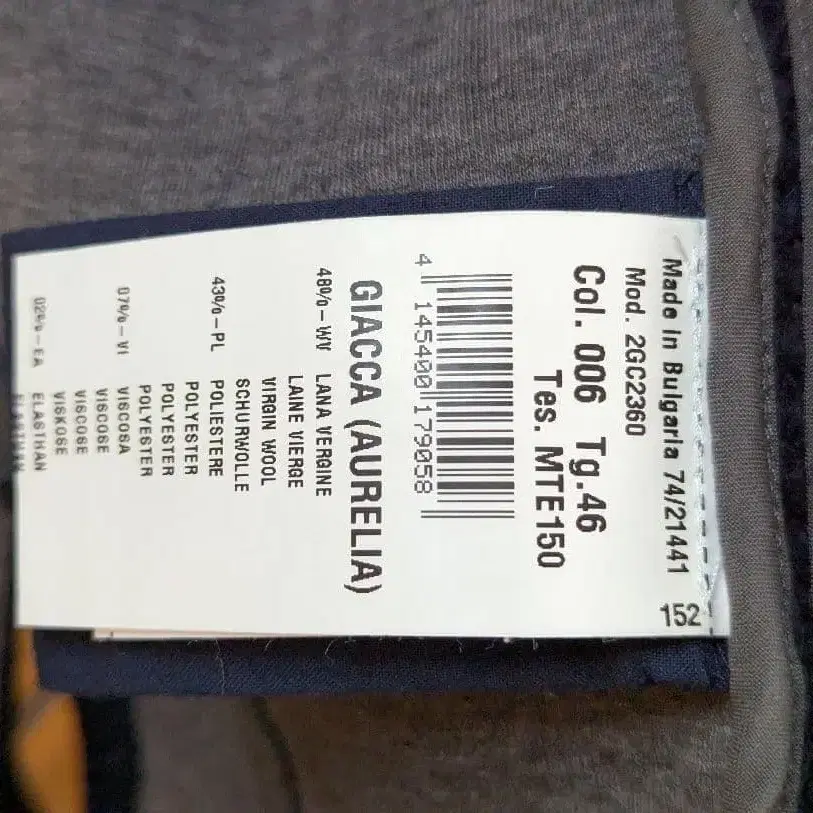 Made in Bulgaria 74/21441
152
Mod. 2GC2360
Col. 006 Tg.46
Tes. MTE150
4 145400 179058
GIACCA (AURELIA)
48%-WV LANA VERGINE
LAINE VIERGE
VIRGIN WOOL
SCHURWOLLE
43%-PL POLIESTERE
POLYESTER
POLYESTER
POLYESTER
07%-VI VISCOSA
VISCOSE
VISCOSE
VISKOSE
02%-EA ELASTHAN